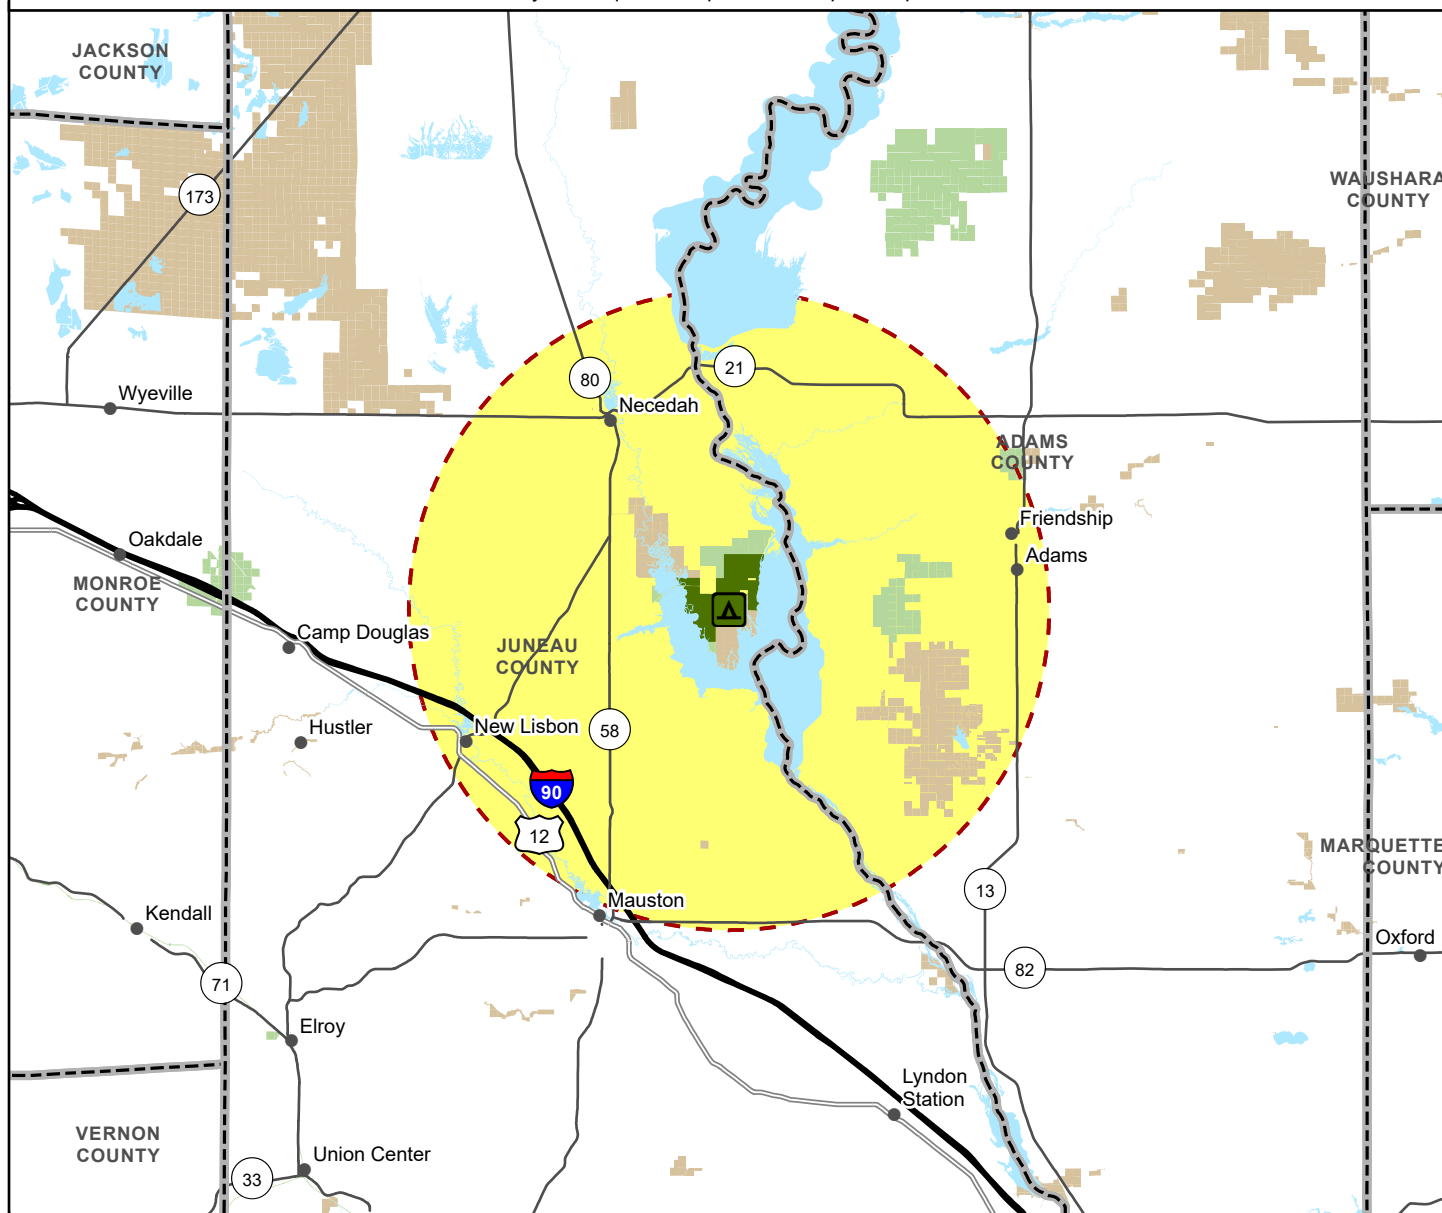 JACKSON
COUNTY
173
WAUSHARA
COUNTY
21
80
Wyeville
Necedah
ADAMS
COUNTY
Friendship
Oakdale
Adams
MONROE
COUNTY
Camp Douglas
JUNEAU
COUNTY
Hustler
New Lisbon
58
90
12
MARQUETTE
COUNTY
13
Mauston
Kendall
Oxford
82
71
Elroy
Lyndon
Station
VERNON
COUNTY
Union Center
33